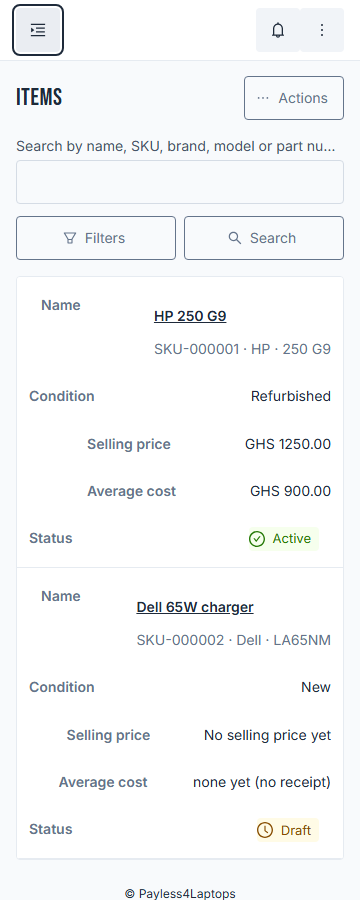 ITEMS
··· Actions
Search by name, SKU, brand, model or part nu...
Filters
Search
Name
HP 250 G9
SKU-000001 · HP · 250 G9
Condition Refurbished
Selling price GHS 1250.00
Average cost GHS 900.00
Status Active
Name
Dell 65W charger
SKU-000002 · Dell · LA65NM
Condition New
Selling price No selling price yet
Average cost none yet (no receipt)
Status Draft
© Payless4Laptops